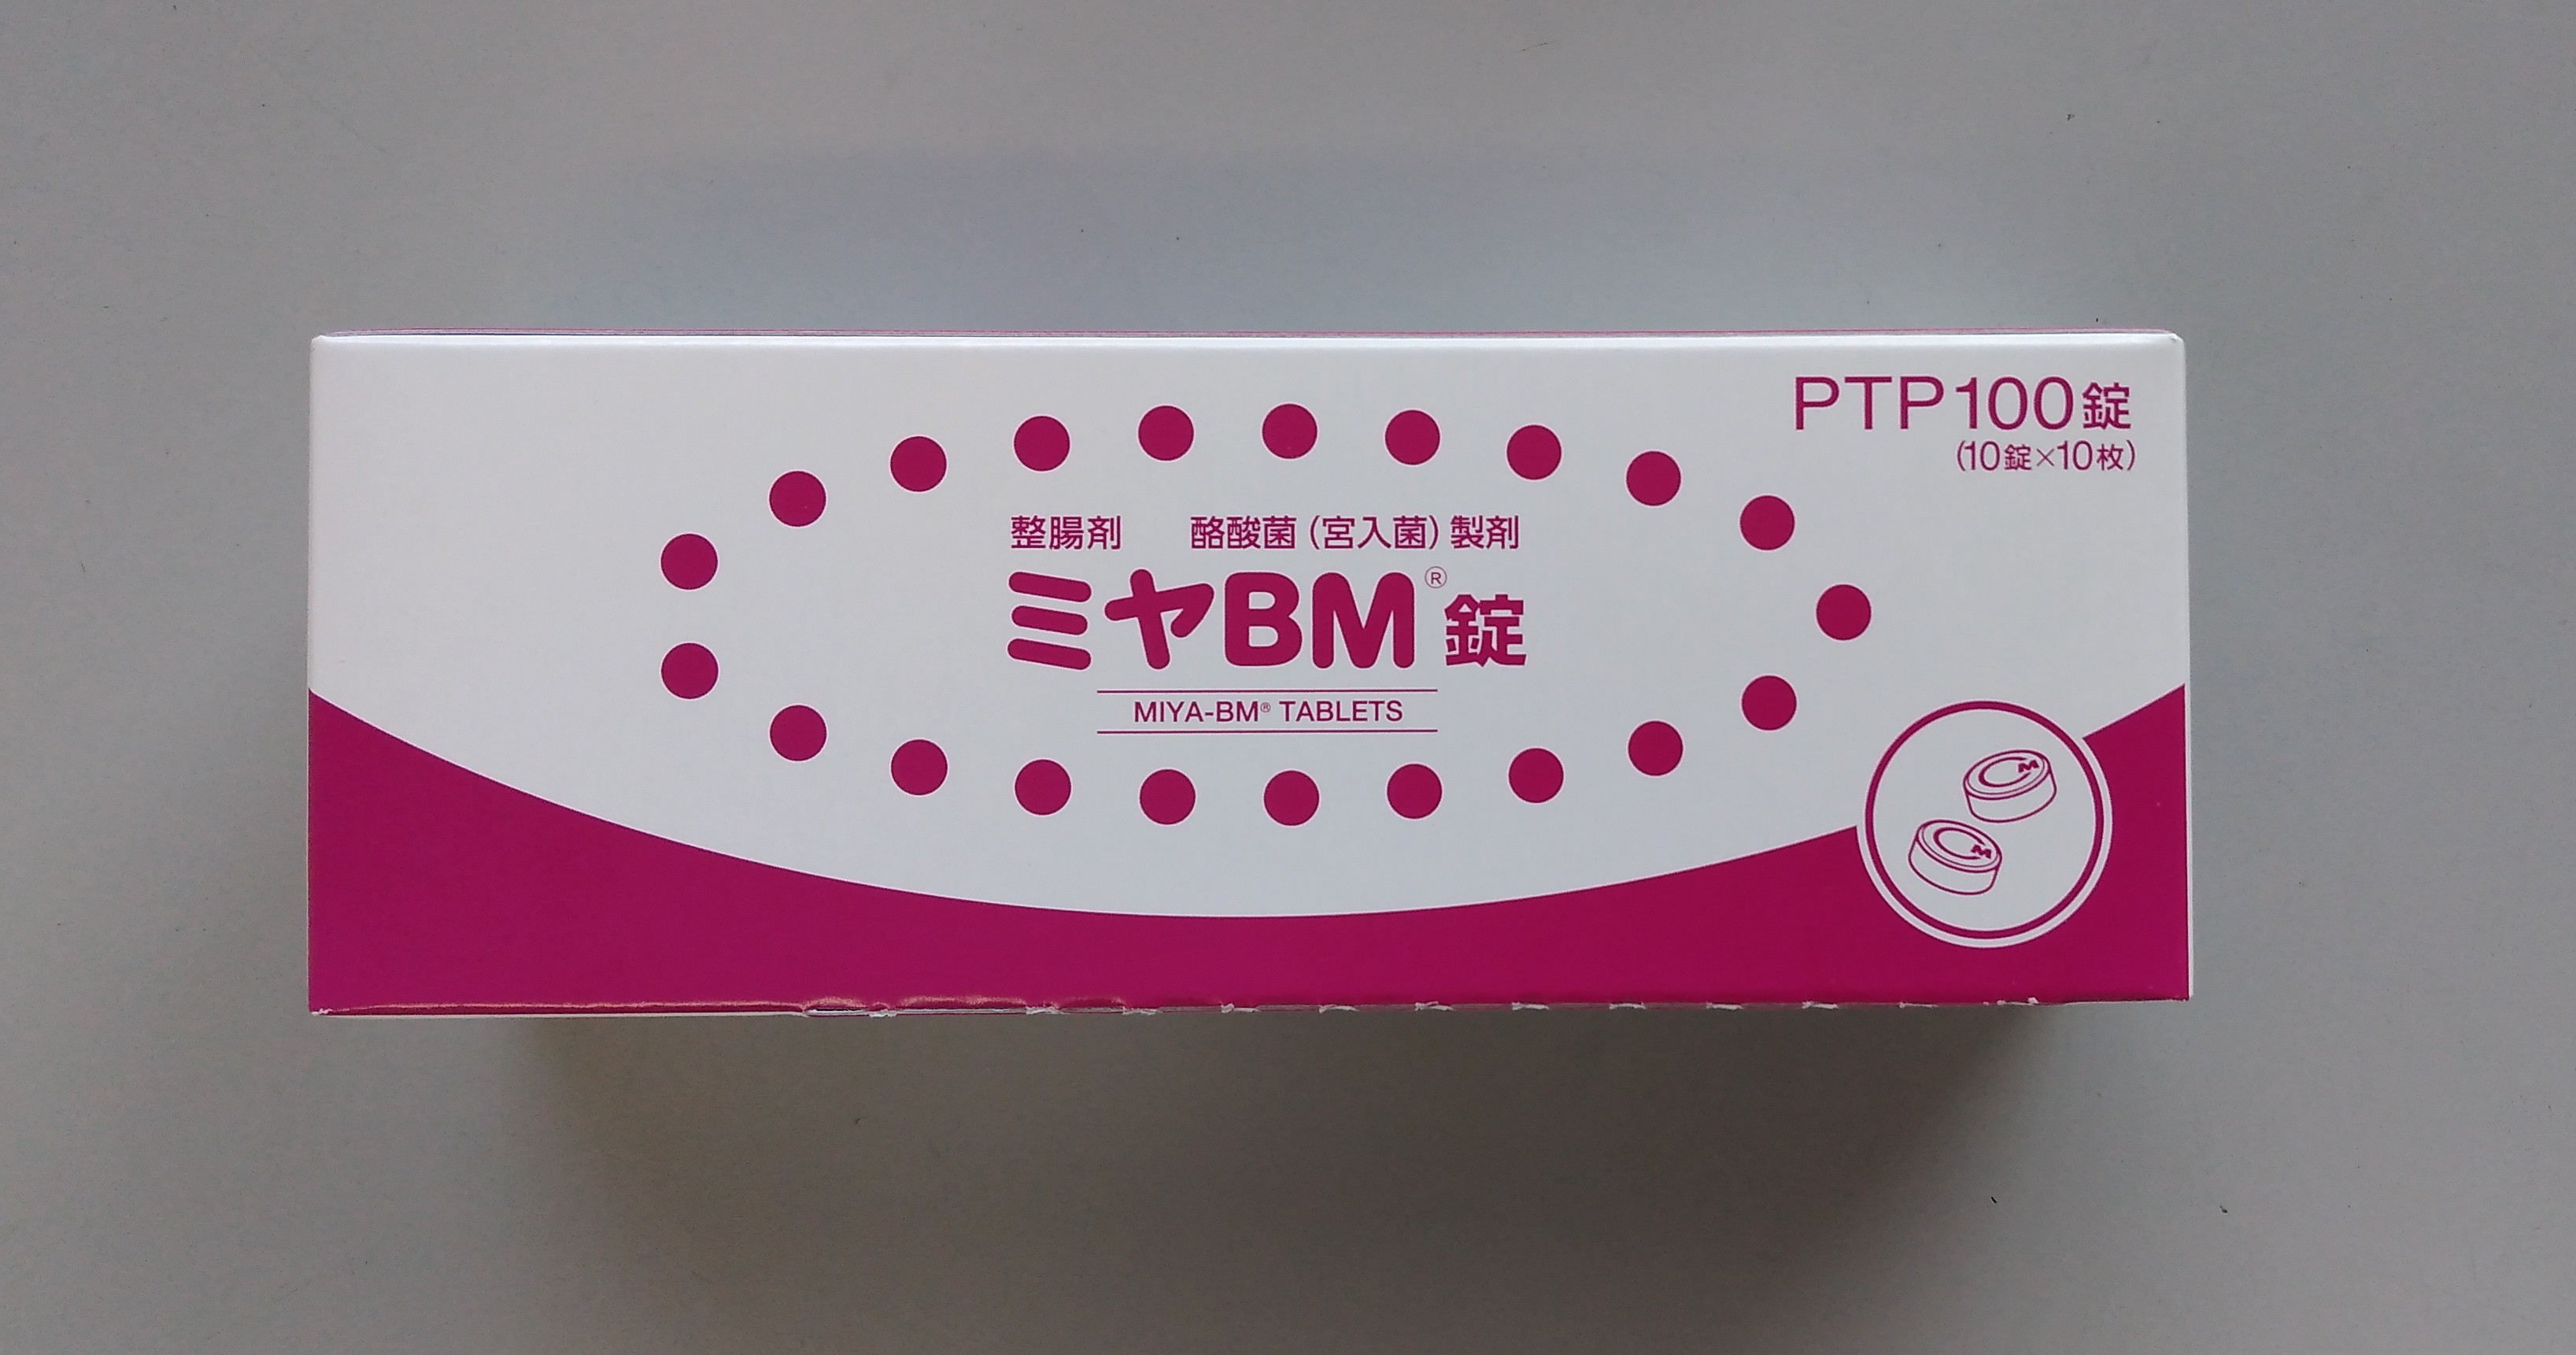 PTP100錠
(10錠×10枚)
整腸剤 酪酸菌(宮入菌)製剤
ミヤBM®錠
MIYA-BM® TABLETS
M
M